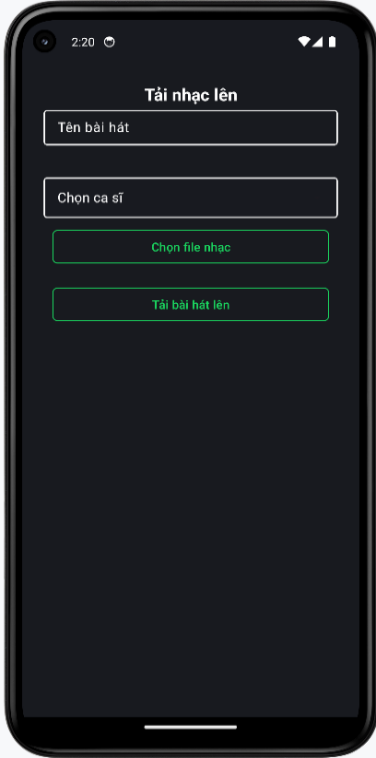 2:20
Tải nhạc lên
Tên bài hát
Chọn ca sĩ
Chọn file nhạc
Tải bài hát lên